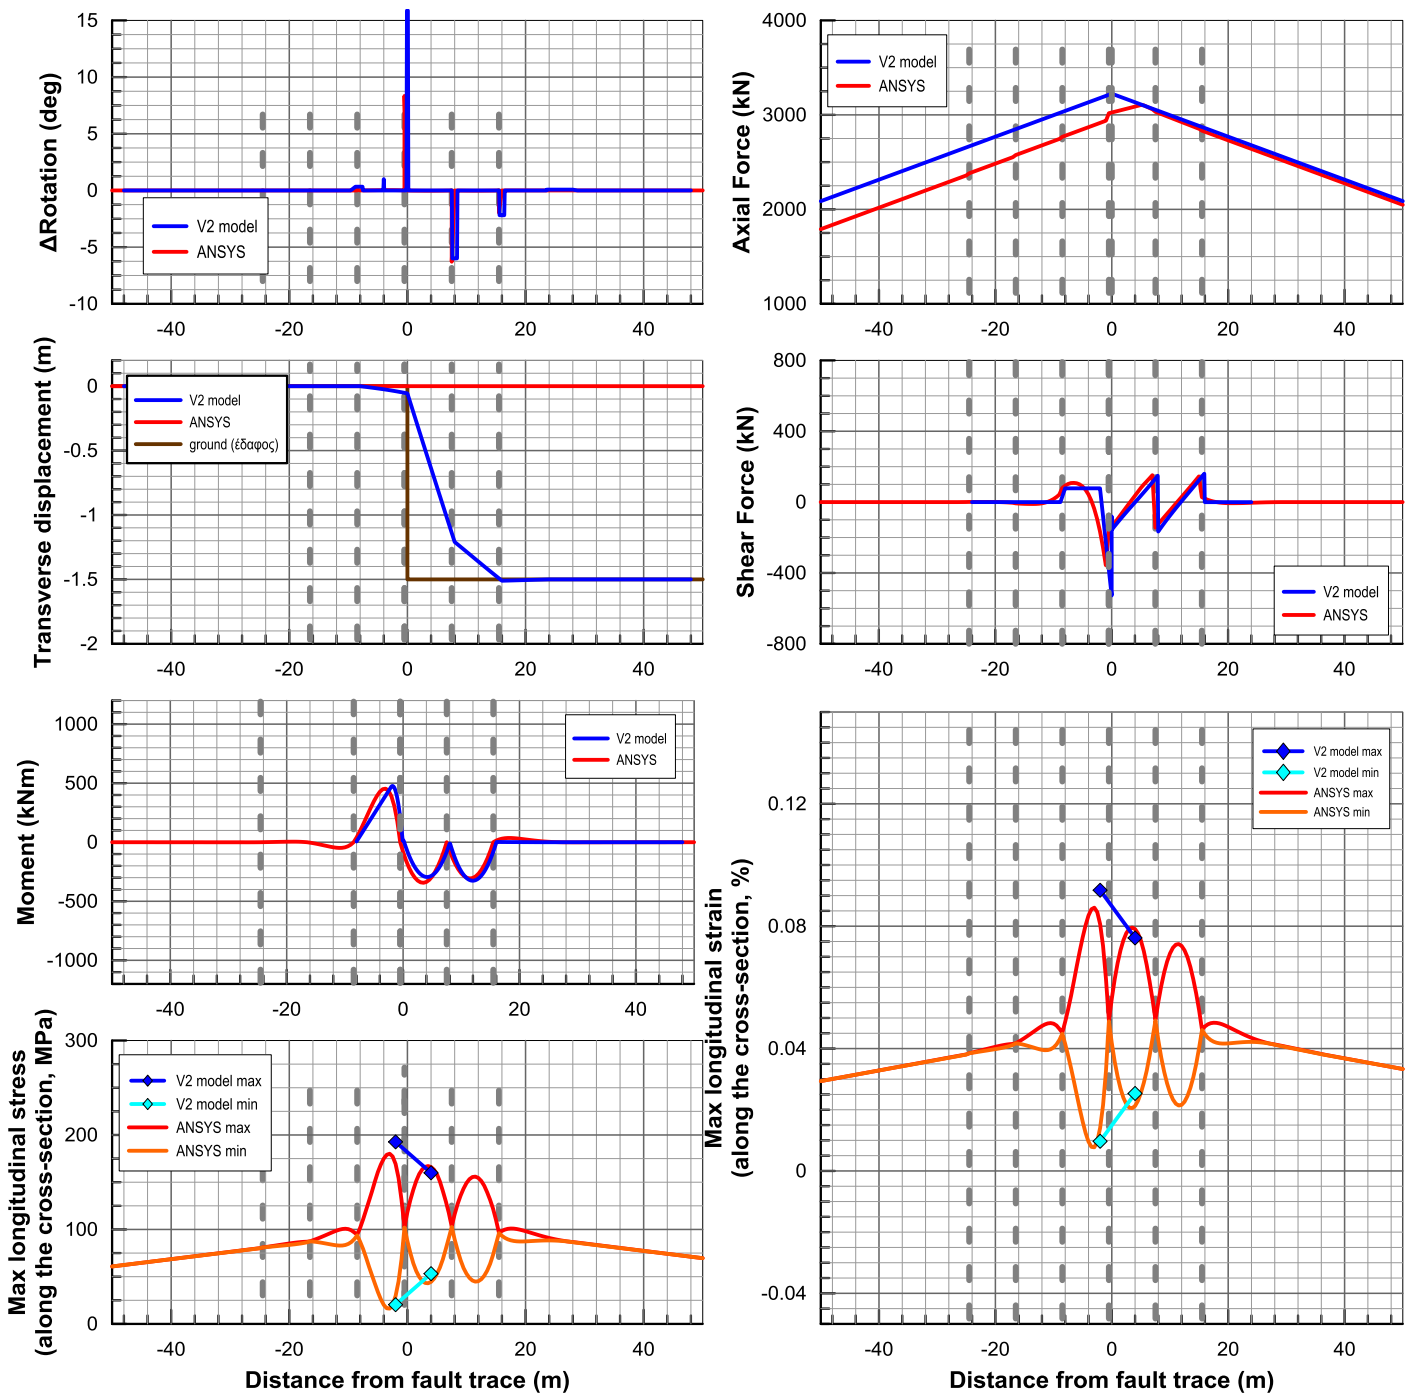 ΔRotation (deg)
15
10
5
0
-5
-10
V2 model
ANSYS
-40 -20 0 20 40
Axial Force (kN)
4000
3000
2000
1000
V2 model
ANSYS
-40 -20 0 20 40
Transverse displacement (m)
0
-0.5
-1
-1.5
-2
V2 model
ANSYS
ground (έδαφος)
-40 -20 0 20 40
Shear Force (kN)
800
400
0
-400
-800
V2 model
ANSYS
-40 -20 0 20 40
Moment (kNm)
1000
500
0
-500
-1000
V2 model
ANSYS
-40 -20 0 20 40
Max longitudinal stress
(along the cross-section, MPa)
300
200
100
0
V2 model max
V2 model min
ANSYS max
ANSYS min
-40 -20 0 20 40
Distance from fault trace (m)
Max longitudinal strain
(along the cross-section, %)
0.12
0.08
0.04
0
-0.04
V2 model max
V2 model min
ANSYS max
ANSYS min
-40 -20 0 20 40
Distance from fault trace (m)